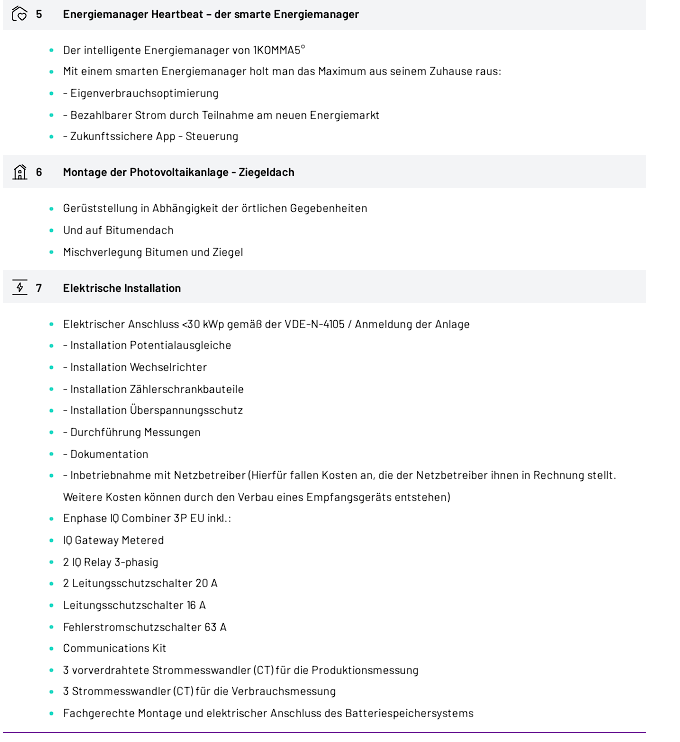 5 Energiemanager Heartbeat – der smarte Energiemanager
• Der intelligente Energiemanager von 1KOMMA5°
• Mit einem smarten Energiemanager holt man das Maximum aus seinem Zuhause raus:
• - Eigenverbrauchsoptimierung
• - Bezahlbarer Strom durch Teilnahme am neuen Energiemarkt
• - Zukunftssichere App - Steuerung
6 Montage der Photovoltaikanlage - Ziegeldach
• Gerüststellung in Abhängigkeit der örtlichen Gegebenheiten
• Und auf Bitumendach
• Mischverlegung Bitumen und Ziegel
7 Elektrische Installation
• Elektrischer Anschluss <30 kWp gemäß der VDE-N-4105 / Anmeldung der Anlage
• - Installation Potentialausgleiche
• - Installation Wechselrichter
• - Installation Zählerschrankbauteile
• - Installation Überspannungsschutz
• - Durchführung Messungen
• - Dokumentation
• - Inbetriebnahme mit Netzbetreiber (Hierfür fallen Kosten an, die der Netzbetreiber ihnen in Rechnung stellt.
Weitere Kosten können durch den Verbau eines Empfangsgeräts entstehen)
• Enphase IQ Combiner 3P EU inkl.:
• IQ Gateway Metered
• 2 IQ Relay 3-phasig
• 2 Leitungsschutzschalter 20 A
• Leitungsschutzschalter 16 A
• Fehlerstromschutzschalter 63 A
• Communications Kit
• 3 vorverdrahtete Strommesswandler (CT) für die Produktionsmessung
• 3 Strommesswandler (CT) für die Verbrauchsmessung
• Fachgerechte Montage und elektrischer Anschluss des Batteriespeichersystems